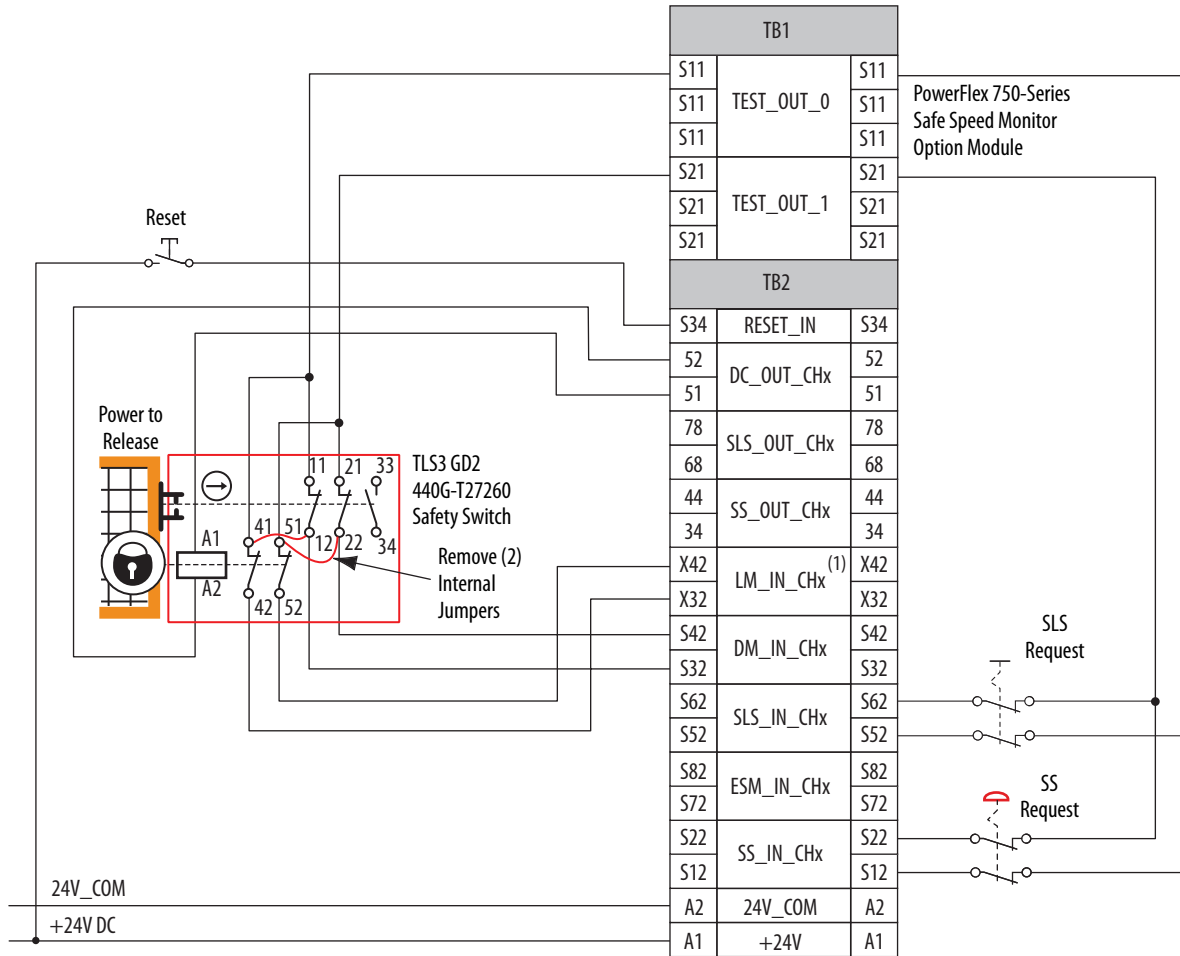 TB1
S11 S11
S11 TEST_OUT_0 S11
S11 S11
S21 S21
S21 TEST_OUT_1 S21
S21 S21
PowerFlex 750-Series
Safe Speed Monitor
Option Module
Reset
TB2
S34 RESET_IN S34
52 DC_OUT_CHx 52
51 51
78 SLS_OUT_CHx 78
68 68
44 SS_OUT_CHx 44
34 34
X42 LM_IN_CHx (1) X42
X32 X32
S42 DM_IN_CHx S42
S32 S32
S62 SLS_IN_CHx S62
S52 S52
S82 ESM_IN_CHx S82
S72 S72
S22 SS_IN_CHx S22
S12 S12
A2 24V_COM A2
A1 +24V A1
Power to
Release
11 21 33
TLS3 GD2
440G-T27260
Safety Switch
41 51
12 22 34
A1
A2
42 52
Remove (2)
Internal
Jumpers
SLS
Request
SS
Request
24V_COM
+24V DC